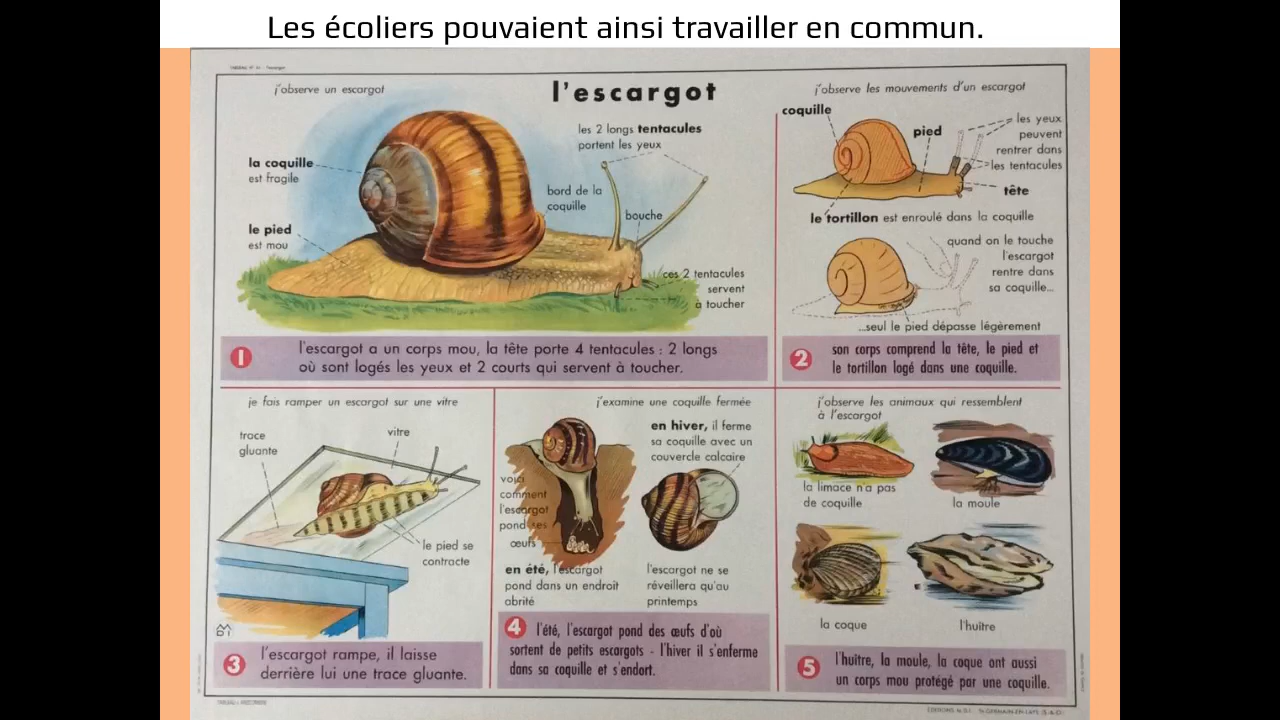 Les écoliers pouvaient ainsi travailler en commun.
l'escargot
j'observe un escargot
la coquille
est fragile
le pied
est mou
les 2 longs tentacules
portent les yeux
bord de la
coquille
bouche
ces 2 tentacules
servent
à toucher
1
l'escargot a un corps mou, la tête porte 4 tentacules : 2 longs
où sont logés les yeux et 2 courts qui servent à toucher.
j'observe les mouvements d'un escargot
coquille
pied
les yeux
peuvent
rentrer dans
les tentacules
tête
le tortillon est enroulé dans la coquille
quand on le touche
l'escargot
rentre dans
sa coquille...
...seul le pied dépasse légèrement
2
son corps comprend la tête, le pied et
le tortillon logé dans une coquille.
je fais ramper un escargot sur une vitre
trace
gluante
vitre
le pied se
contracte
3
l'escargot rampe, il laisse
derrière lui une trace gluante.
j'examine une coquille fermée
en hiver, il ferme
sa coquille avec un
couvercle calcaire
voici
comment
l'escargot
pond ses
œufs
en été, l'escargot
pond dans un endroit
abrité
l'escargot ne se
réveillera qu'au
printemps
4
l'été, l'escargot pond des œufs d'où
sortent de petits escargots - l'hiver il s'enferme
dans sa coquille et s'endort.
j'observe les animaux qui ressemblent
à l'escargot
la limace n'a pas
de coquille
la moule
la coque
l'huître
5
l'huître, la moule, la coque ont aussi
un corps mou protégé par une coquille.